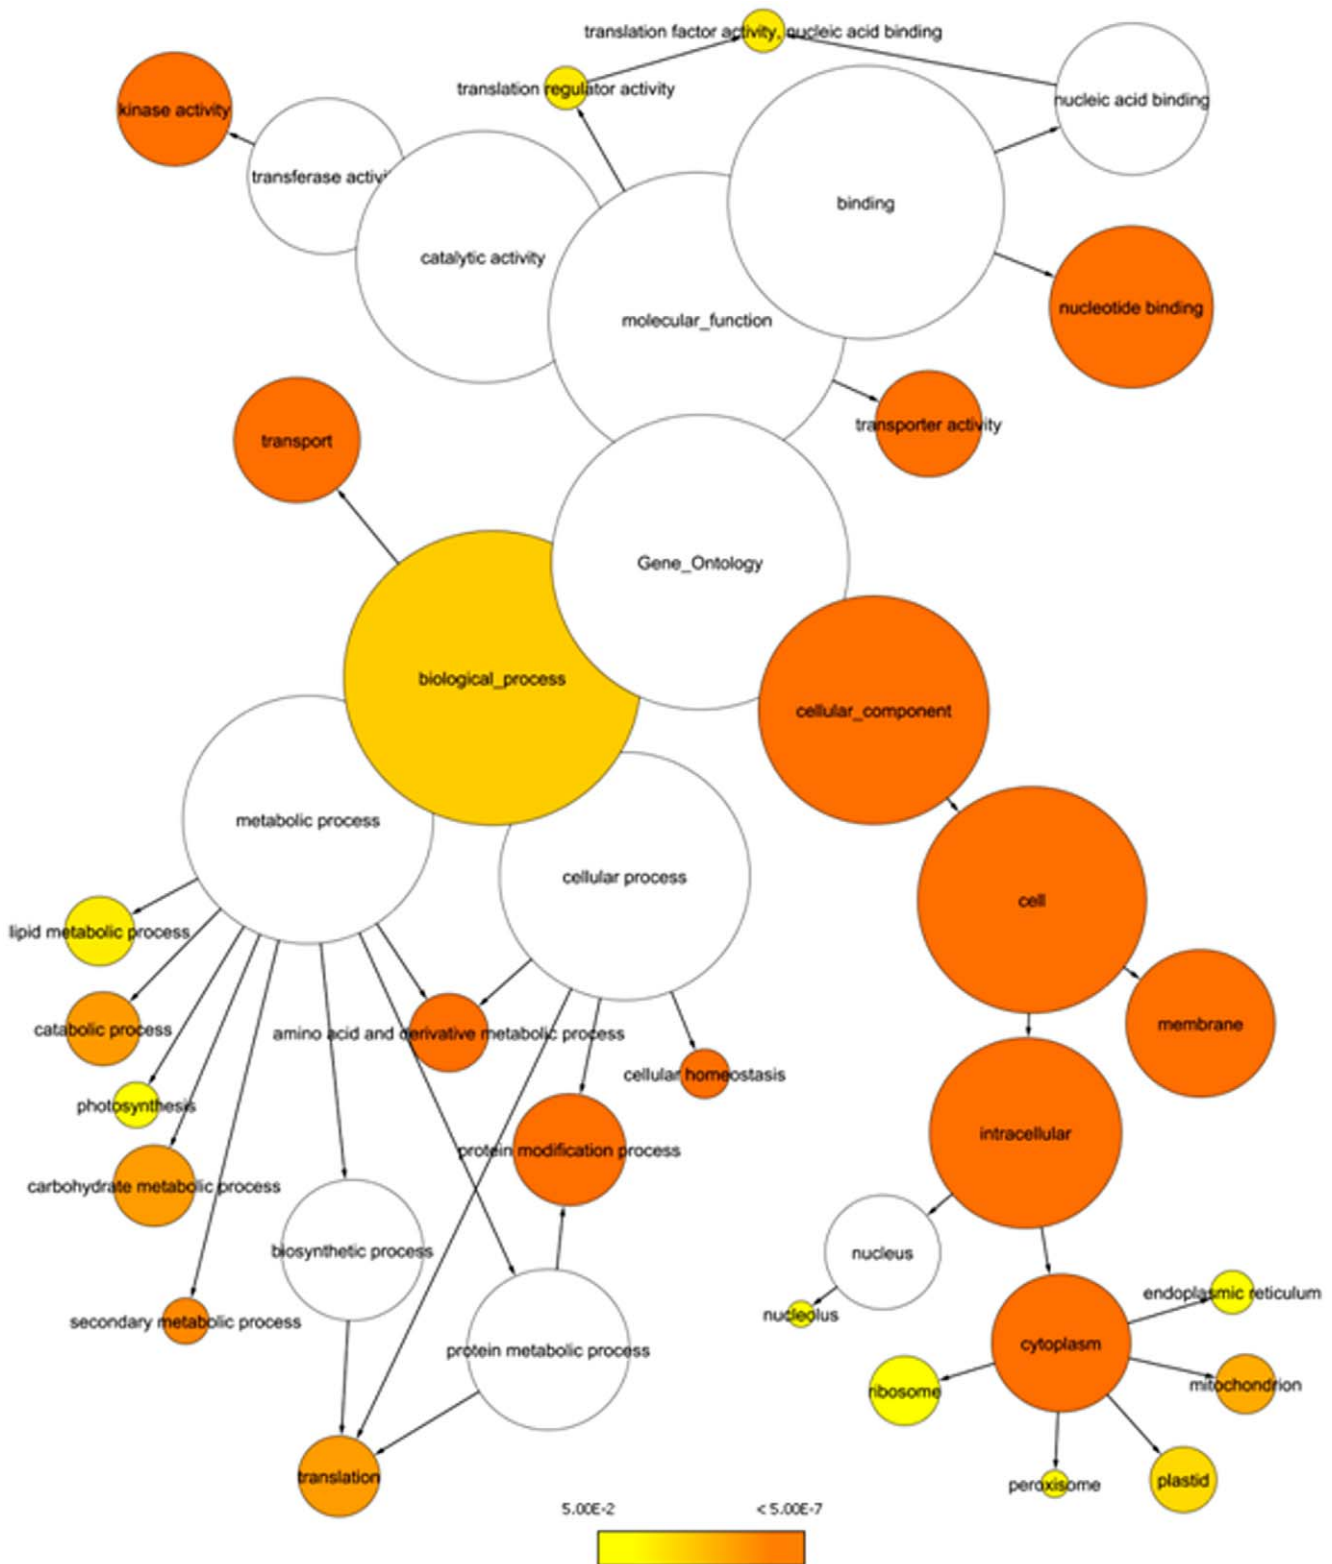 translation factor activity, nucleic acid binding
translation regulator activity
nucleic acid binding
kinase activity
transferase activi
binding
catalytic activity
nucleotide binding
molecular_function
transporter activity
transport
Gene_Ontology
biological_process
cellular_component
metabolic process
cellular process
cell
lipid metabolic process
membrane
catabolic process
amino acid and derivative metabolic process
cellular homeostasis
photosynthesis
intracellular
protein modification process
carbohydrate metabolic process
biosynthetic process
nucleus
endoplasmic reticulum
nucleolus
secondary metabolic process
cytoplasm
protein metabolic process
mitochondrion
ribosome
translation
plastid
peroxisome
5.00E-2
< 5.00E-7